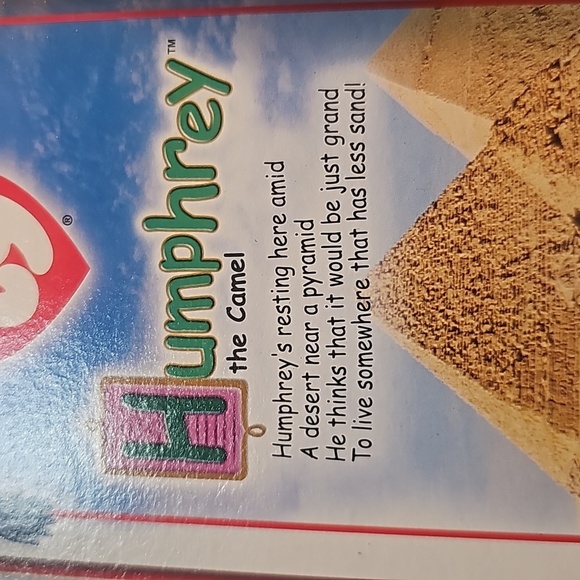 Humphrey™
the Camel
Humphrey's resting here amid
A desert near a pyramid
He thinks that it would be just grand
To live somewhere that has less sand!
®